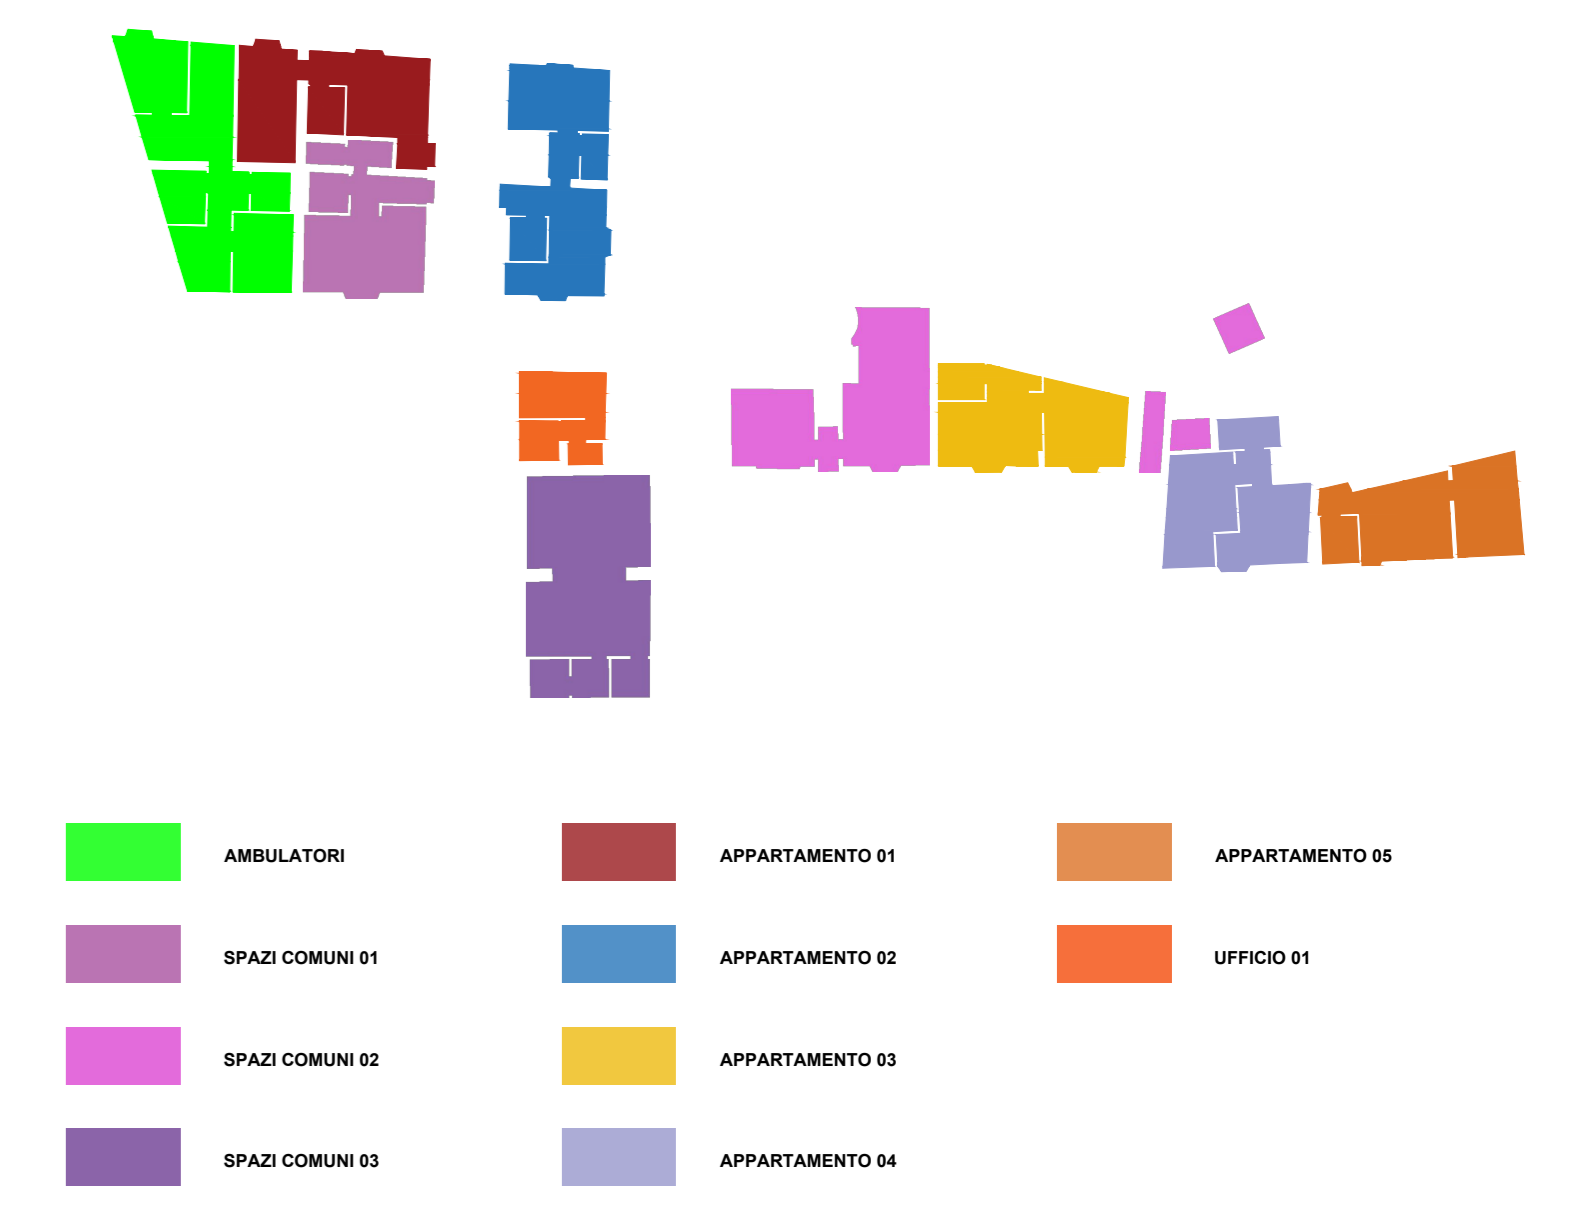 AMBULATORI
SPAZI COMUNI 01
SPAZI COMUNI 02
SPAZI COMUNI 03
APPARTAMENTO 01
APPARTAMENTO 02
APPARTAMENTO 03
APPARTAMENTO 04
APPARTAMENTO 05
UFFICIO 01